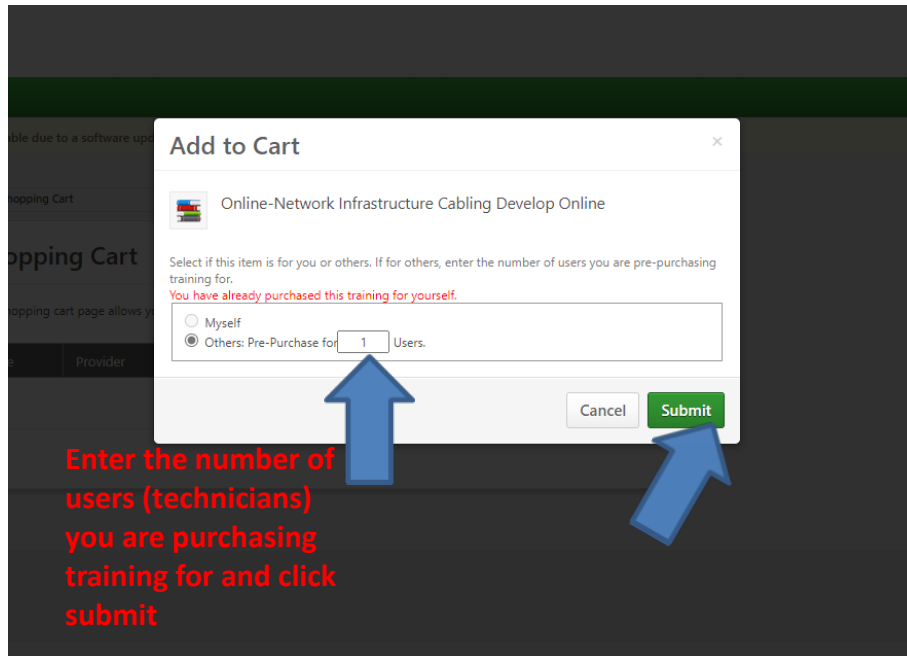 able due to a software upd
hopping Cart
opping Cart
hopping cart page allows y
e Provider
Add to Cart
×
Online-Network Infrastructure Cabling Develop Online
Select if this item is for you or others. If for others, enter the number of users you are pre-purchasing
training for.
You have already purchased this training for yourself.
Myself
Others: Pre-Purchase for 1 Users.
Cancel Submit
Enter the number of
users (technicians)
you are purchasing
training for and click
submit